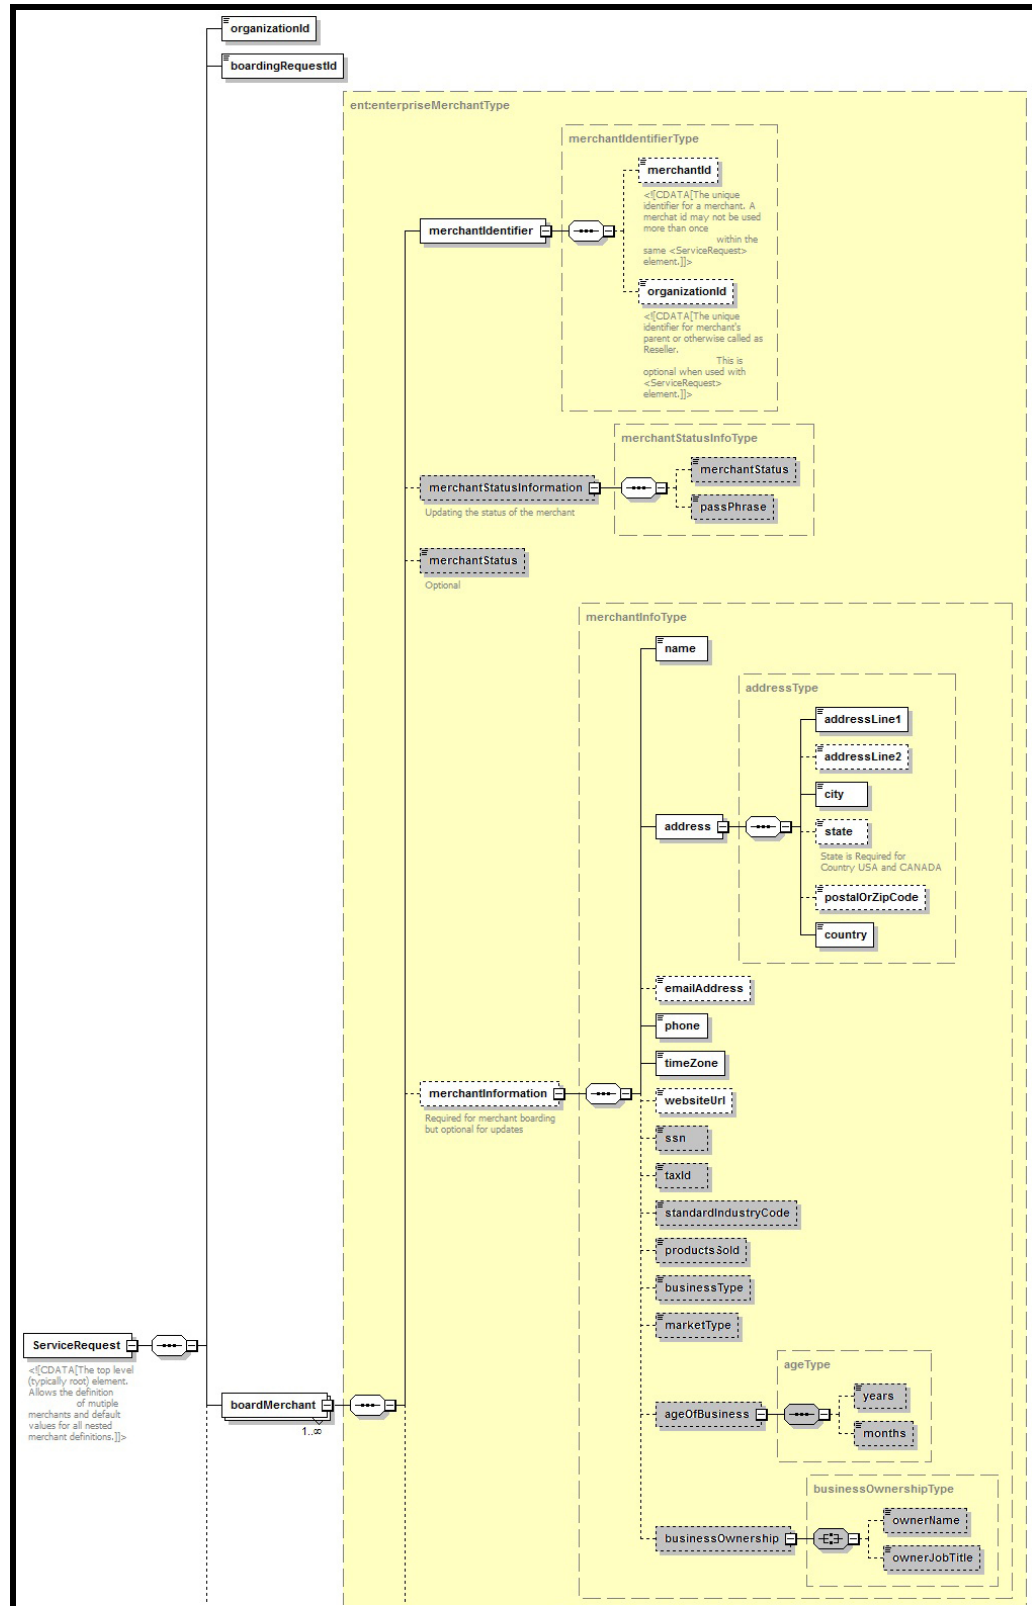 organizationId
boardingRequestId
ent:enterpriseMerchantType
merchantIdentifierType
merchantId
<![CDATA[The unique
identifier for a merchant. A
merchat id may not be used
more than once
within the
same <ServiceRequest>
element.]]>
merchantIdentifier
organizationId
<![CDATA[The unique
identifier for merchant's
parent or otherwise called as
Reseller.
This is
optional when used with
<ServiceRequest>
element.]]>
merchantStatusInfoType
merchantStatus
merchantStatusInformation
Updating the status of the merchant
passPhrase
merchantStatus
Optional
merchantInfoType
name
addressType
addressLine1
addressLine2
city
address
state
State is Required for
Country USA and CANADA
postalOrZipCode
country
emailAddress
phone
timeZone
merchantInformation
Required for merchant boarding
but optional for updates
websiteUrl
ssn
taxId
standardIndustryCode
productsSold
businessType
marketType
ServiceRequest
<![CDATA[The top level
(typically root) element.
Allows the definition
of mutiple
merchants and default
values for all nested
merchant definitions.]]>
boardMerchant
1..∞
ageType
years
ageOfBusiness
months
businessOwnershipType
ownerName
businessOwnership
ownerJobTitle